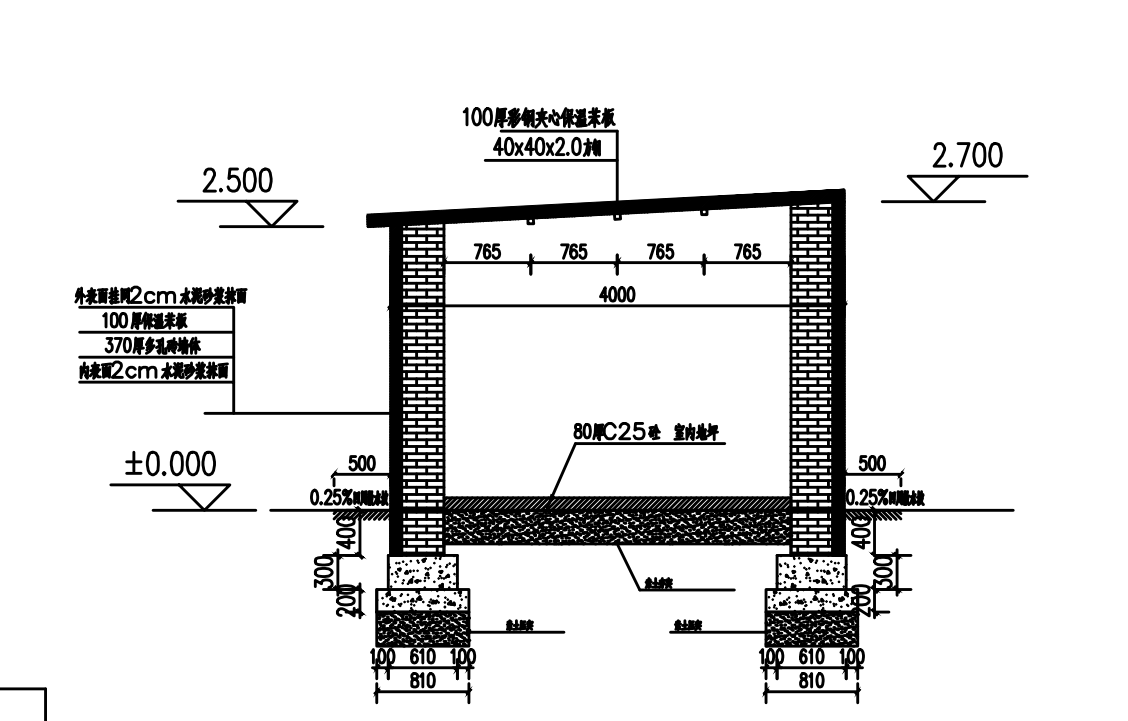 100厚彩钢夹心保温苯板
40x40x2.0方钢
2.500
2.700
765 765 765 765
4000
外表面挂网2cm 水泥砂浆抹面
100厚保温苯板
370厚多孔砖墙体
内表面2cm 水泥砂浆抹面
80厚C25砼 室内地坪
±0.000
500
500
0.25%
0.25%
400
400
300
300
200
200
素土夯实
100 610 100
100 610 100
810
810